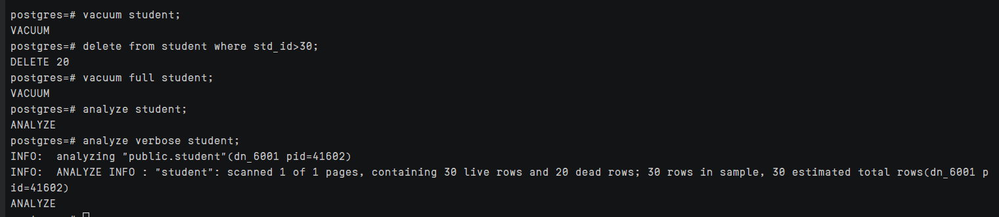 postgres=# vacuum student;
VACUUM
postgres=# delete from student where std_id>30;
DELETE 20
postgres=# vacuum full student;
VACUUM
postgres=# analyze student;
ANALYZE
postgres=# analyze verbose student;
INFO:  analyzing "public.student"(dn_6001 pid=41602)
INFO:  ANALYZE INFO : "student": scanned 1 of 1 pages, containing 30 live rows and 20 dead rows; 30 rows in sample, 30 estimated total rows(dn_6001 p
id=41602)
ANALYZE